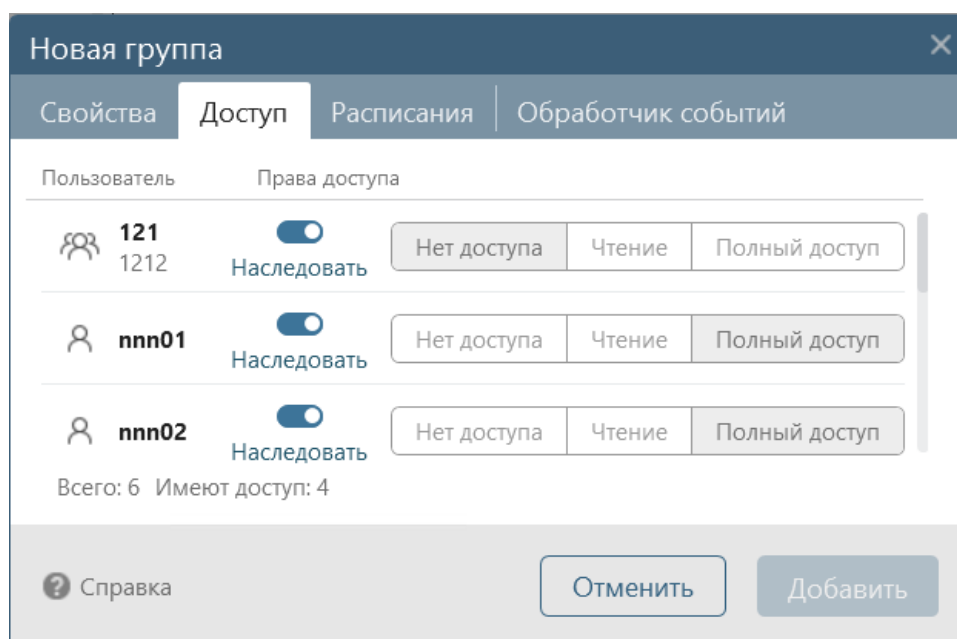 Новая группа
Свойства Доступ Расписания Обработчик событий
Пользователь Права доступа
121
1212
Наследовать
Нет доступа Чтение Полный доступ
nnn01
Наследовать
Нет доступа Чтение Полный доступ
nnn02
Наследовать
Нет доступа Чтение Полный доступ
Всего: 6 Имеют доступ: 4
Справка Отменить Добавить